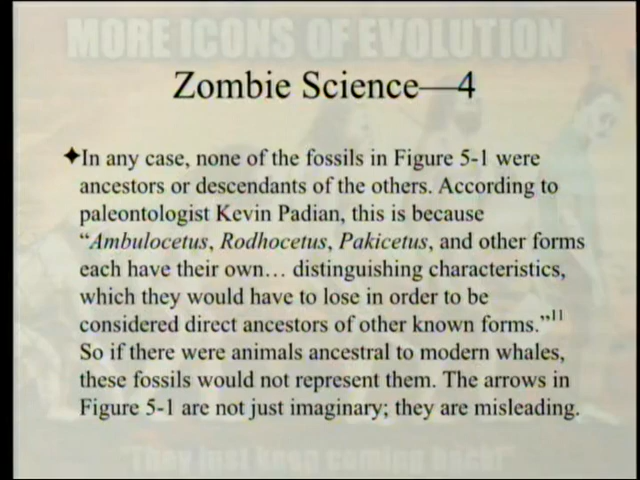 MORE ICONS OF EVOLUTION
Zombie Science—4
✦In any case, none of the fossils in Figure 5-1 were
ancestors or descendants of the others. According to
paleontologist Kevin Padian, this is because
“Ambulocetus, Rodhocetus, Pakicetus, and other forms
each have their own… distinguishing characteristics,
which they would have to lose in order to be
considered direct ancestors of other known forms.”11
So if there were animals ancestral to modern whales,
these fossils would not represent them. The arrows in
Figure 5-1 are not just imaginary; they are misleading.
"They just keep coming back!"